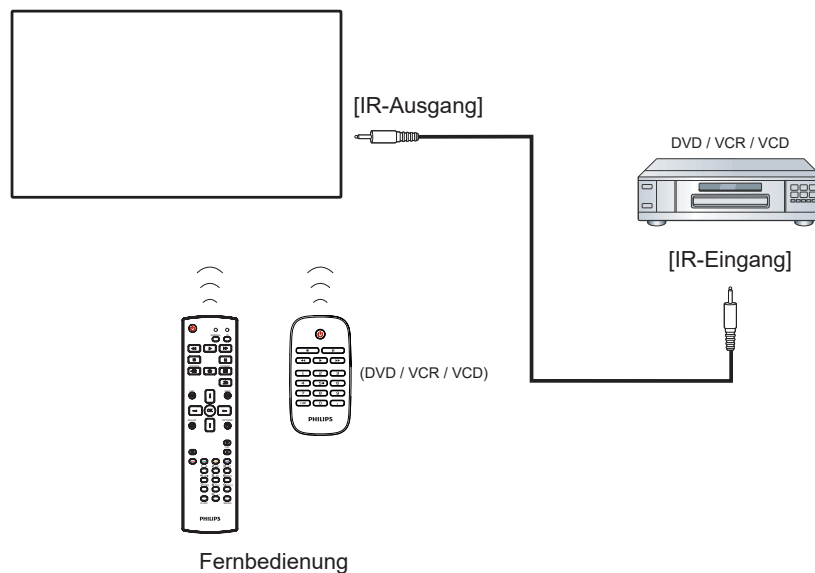 [IR-Ausgang]
DVD / VCR / VCD
[IR-Eingang]
(DVD / VCR / VCD)
PHILIPS
PHILIPS
Fernbedienung